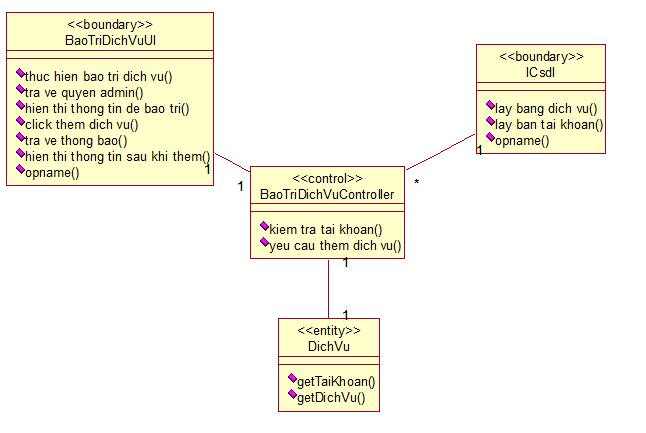 <<boundary>>
BaoTriDichVuUI
thuc hien bao tri dich vu()
tra ve quyen admin()
hien thi thong tin de bao tri()
click them dich vu()
tra ve thong bao()
hien thi thong tin sau khi them()
opname()
1
1
<<boundary>>
ICsdl
lay bang dich vu()
lay ban tai khoan()
opname()
1
*
<<control>>
BaoTriDichVuController
kiem tra tai khoan()
yeu cau them dich vu()
1
1
<<entity>>
DichVu
getTaiKhoan()
getDichVu()